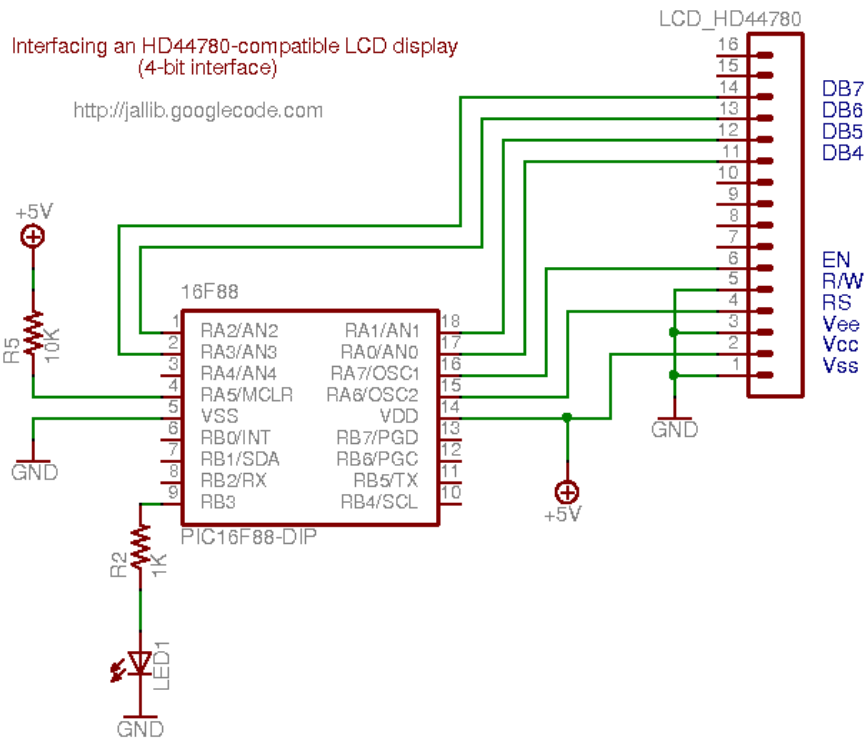 LCD_HD44780
Interfacing an HD44780-compatible LCD display
(4-bit interface)
http://jallib.googlecode.com
16
15
14 DB7
13 DB6
12 DB5
11 DB4
10
9
8
7
6 EN
5 R/W
4 RS
3 Vee
2 Vcc
1 Vss
GND
+5V
R5
10K
GND
16F88
1 RA2/AN2 RA1/AN1 18
2 RA3/AN3 RA0/AN0 17
3 RA4/AN4 RA7/OSC1 16
4 RA5/MCLR RA6/OSC2 15
5 VSS VDD 14
6 RB0/INT RB7/PGD 13
7 RB1/SDA RB6/PGC 12
8 RB2/RX RB5/TX 11
9 RB3 RB4/SCL 10
PIC16F88-DIP
+5V
R2
1K
LED1
GND